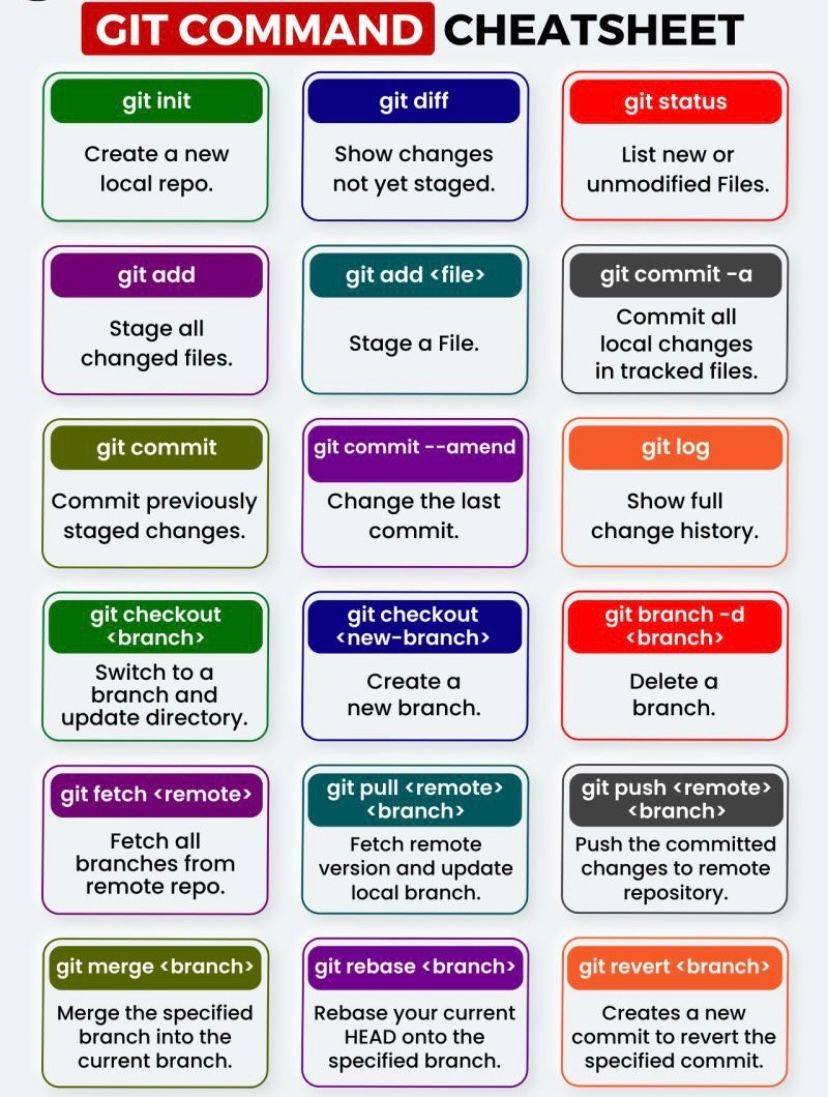 GIT COMMAND CHEATSHEET
git init
Create a new
local repo.
git diff
Show changes
not yet staged.
git status
List new or
unmodified Files.
git add
Stage all
changed files.
git add <file>
Stage a File.
git commit -a
Commit all
local changes
in tracked files.
git commit
Commit previously
staged changes.
git commit --amend
Change the last
commit.
git log
Show full
change history.
git checkout
<branch>
Switch to a
branch and
update directory.
git checkout
<new-branch>
Create a
new branch.
git branch -d
<branch>
Delete a
branch.
git fetch <remote>
Fetch all
branches from
remote repo.
git pull <remote>
<branch>
Fetch remote
version and update
local branch.
git push <remote>
<branch>
Push the committed
changes to remote
repository.
git merge <branch>
Merge the specified
branch into the
current branch.
git rebase <branch>
Rebase your current
HEAD onto the
specified branch.
git revert <branch>
Creates a new
commit to revert the
specified commit.